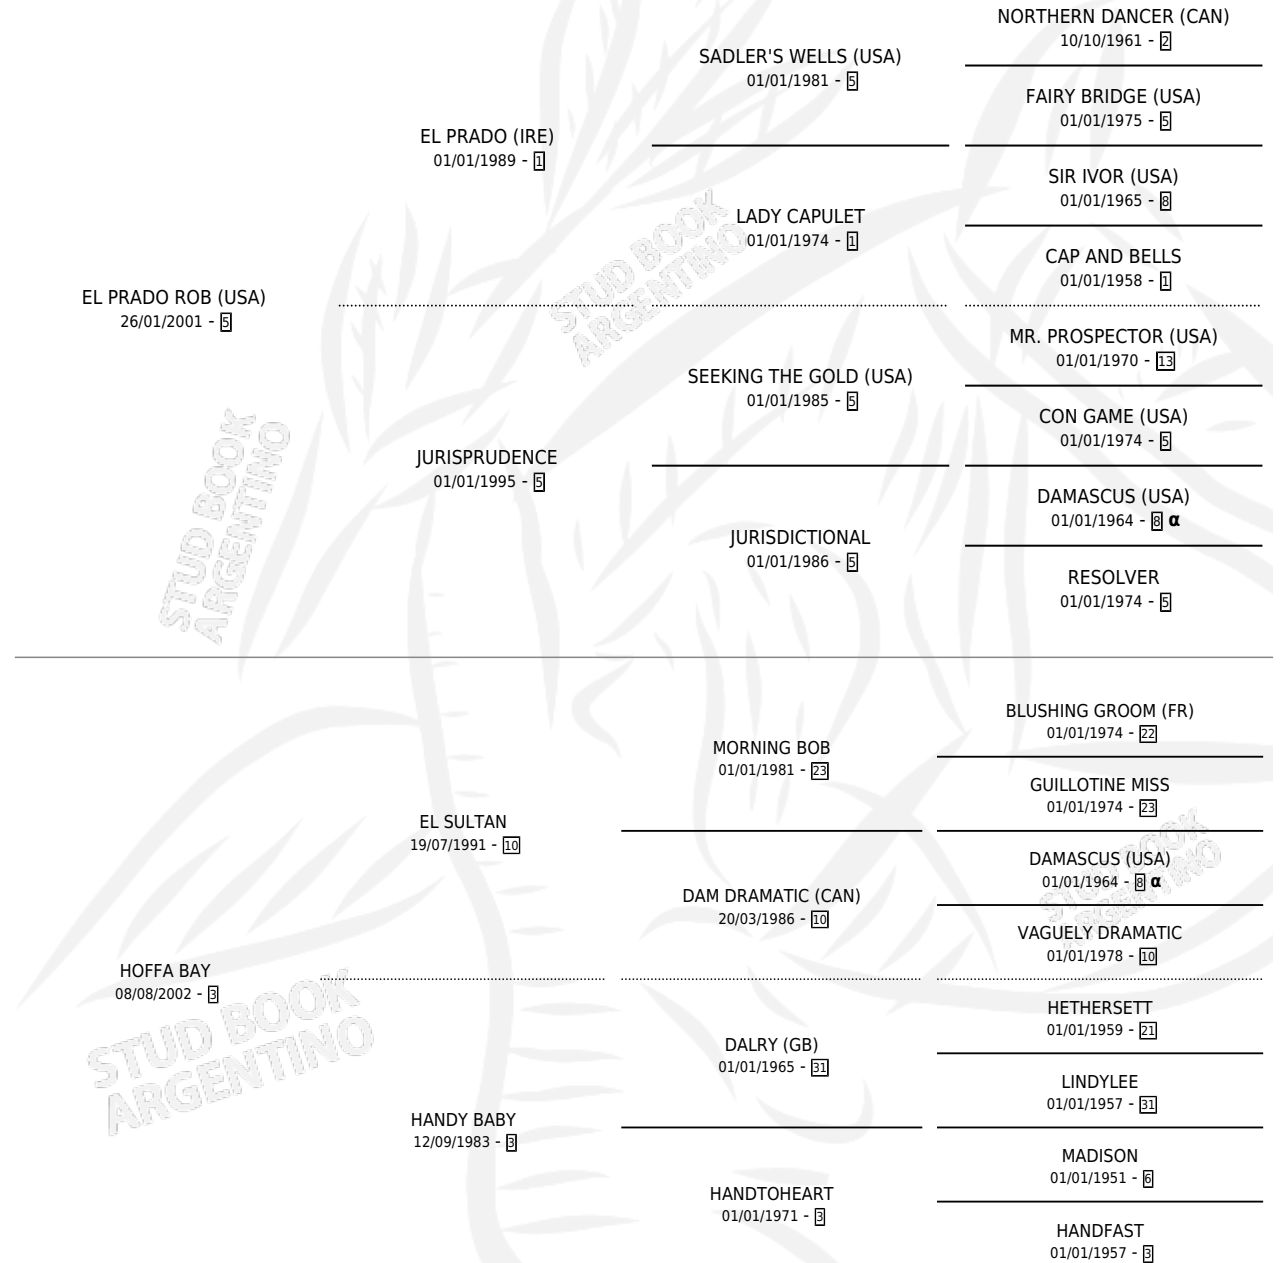 NORTHERN DANCER (CAN)
10/10/1961 - 2
SADLER'S WELLS (USA)
01/01/1981 - 5
FAIRY BRIDGE (USA)
01/01/1975 - 5
EL PRADO (IRE)
01/01/1989 - 1
SIR IVOR (USA)
01/01/1965 - 8
LADY CAPULET
01/01/1974 - 1
CAP AND BELLS
01/01/1958 - 1
EL PRADO ROB (USA)
26/01/2001 - 5
MR. PROSPECTOR (USA)
01/01/1970 - 13
SEEKING THE GOLD (USA)
01/01/1985 - 5
CON GAME (USA)
01/01/1974 - 5
JURISPRUDENCE
01/01/1995 - 5
DAMASCUS (USA)
01/01/1964 - 8 α
JURISDICTIONAL
01/01/1986 - 5
RESOLVER
01/01/1974 - 5
BLUSHING GROOM (FR)
01/01/1974 - 22
MORNING BOB
01/01/1981 - 23
GUILLOTINE MISS
01/01/1974 - 23
EL SULTAN
19/07/1991 - 10
DAMASCUS (USA)
01/01/1964 - 8 α
DAM DRAMATIC (CAN)
20/03/1986 - 10
VAGUELY DRAMATIC
01/01/1978 - 10
HOFFA BAY
08/08/2002 - 3
HETHERSETT
01/01/1959 - 21
DALRY (GB)
01/01/1965 - 31
LINDYLEE
01/01/1957 - 31
HANDY BABY
12/09/1983 - 3
MADISON
01/01/1951 - 6
HANDTOHEART
01/01/1971 - 3
HANDFAST
01/01/1957 - 3
STUD BOOK
ARGENTINO
STUD BOOK
ARGENTINO
STUD BOOK
ARGENTINO
STUD BOOK
ARGENTINO